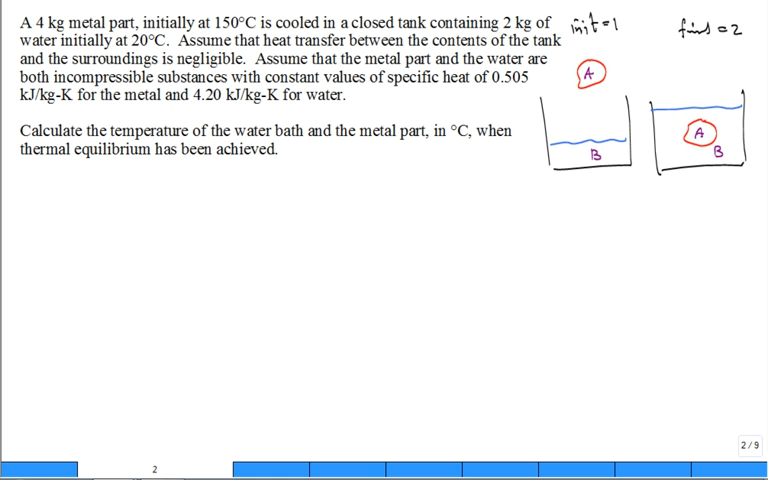 A 4 kg metal part, initially at 150°C is cooled in a closed tank containing 2 kg of
water initially at 20°C. Assume that heat transfer between the contents of the tank
and the surroundings is negligible. Assume that the metal part and the water are
both incompressible substances with constant values of specific heat of 0.505
kJ/kg-K for the metal and 4.20 kJ/kg-K for water.
Calculate the temperature of the water bath and the metal part, in °C, when
thermal equilibrium has been achieved.
init=1
=2
A
B
A
B
2 / 9
2